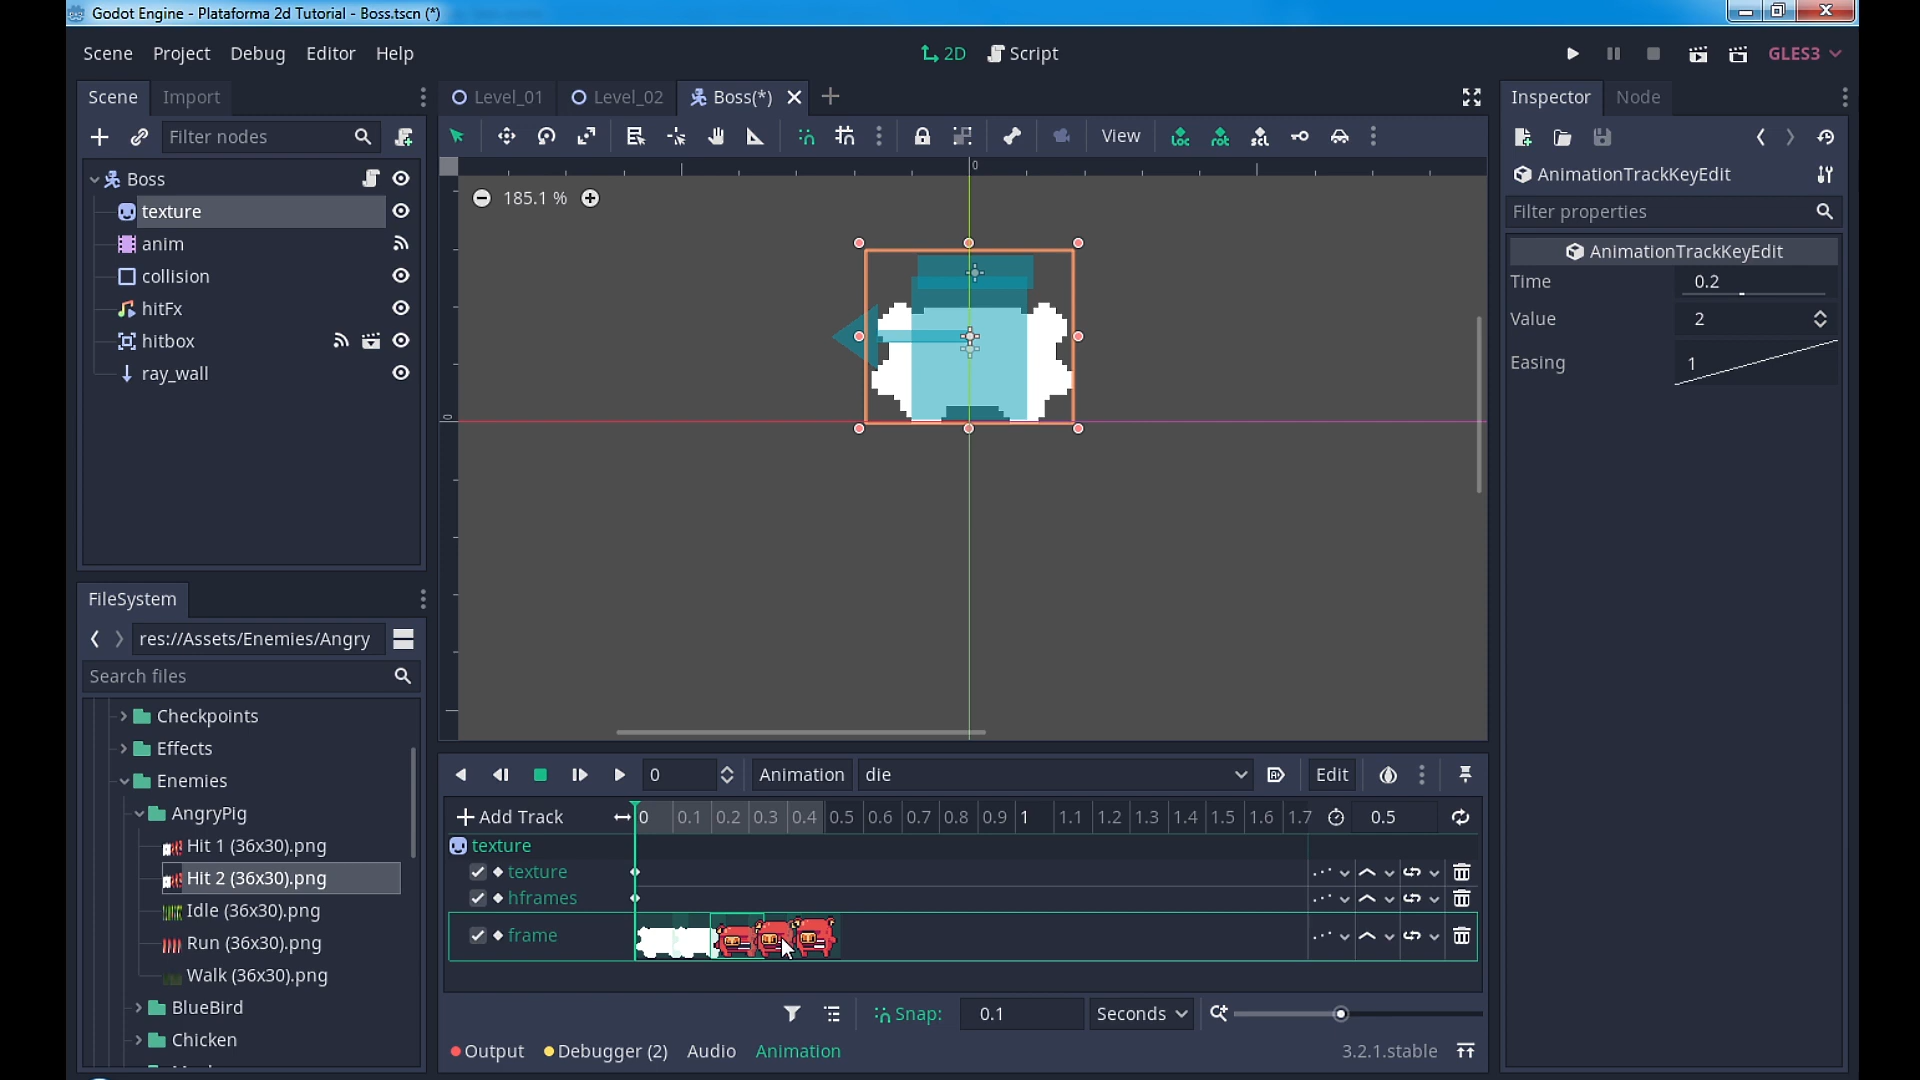 Godot Engine - Plataforma 2d Tutorial - Boss.tscn (*)
Scene Project Debug Editor Help
2D Script
GLES3
Scene Import
Level_01 Level_02 Boss(*)
Inspector Node
Filter nodes
View
Boss
texture
anim
collision
hitFx
hitbox
ray_wall
185.1 %
0
0
AnimationTrackKeyEdit
Filter properties
AnimationTrackKeyEdit
Time 0.2
Value 2
Easing 1
FileSystem
res://Assets/Enemies/Angry
Search files
Checkpoints
Effects
Enemies
AngryPig
Hit 1 (36x30).png
Hit 2 (36x30).png
Idle (36x30).png
Run (36x30).png
Walk (36x30).png
BlueBird
Chicken
0 Animation die Edit
Add Track 0 0.1 0.2 0.3 0.4 0.5 0.6 0.7 0.8 0.9 1 1.1 1.2 1.3 1.4 1.5 1.6 1.7 0.5
texture
texture
hframes
frame
Snap: 0.1 Seconds
Output Debugger (2) Audio Animation 3.2.1.stable